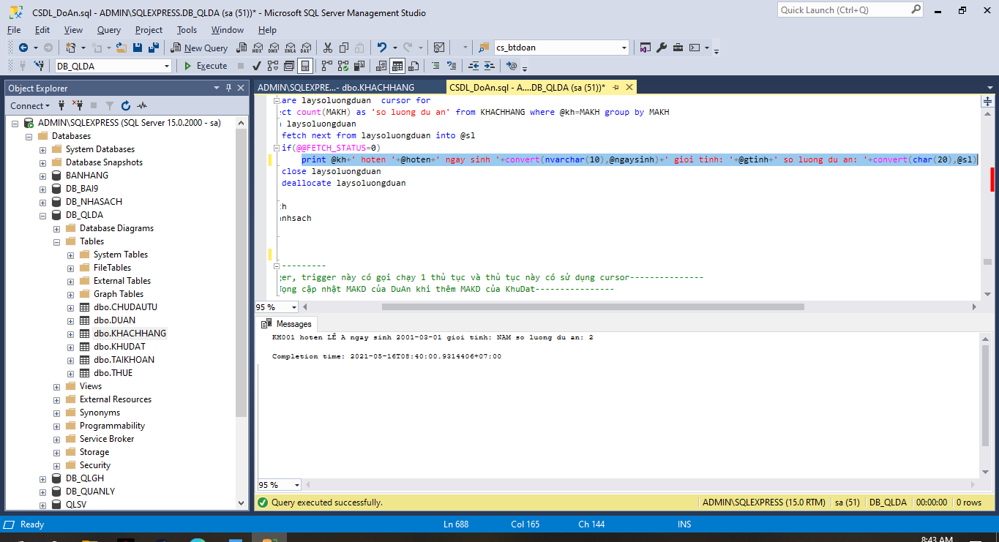 CSDL_DoAn.sql - ADMIN\SQLEXPRESS.DB_QLDA (sa (51))* - Microsoft SQL Server Management Studio
Quick Launch (Ctrl+Q)
File Edit View Query Project Tools Window Help
New Query
MDX DMX XMLA DAX
cs_btdoan
DB_QLDA
Execute
Object Explorer
Connect
ADMIN\SQLEXPRESS (SQL Server 15.0.2000 - sa)
Databases
System Databases
Database Snapshots
BANHANG
DB_BAI9
DB_NHASACH
DB_QLDA
Database Diagrams
Tables
System Tables
FileTables
External Tables
Graph Tables
dbo.CHUDAUTU
dbo.DUAN
dbo.KHACHHANG
dbo.KHUDAT
dbo.TAIKHOAN
dbo.THUE
Views
External Resources
Synonyms
Programmability
Service Broker
Storage
Security
DB_QLGH
DB_QUANLY
QLSV
ADMIN\SQLEXPRE...- dbo.KHACHHANG
CSDL_DoAn.sql - A....DB_QLDA (sa (51))*
are laysoluongduan  cursor for
ct count(MAKH) as 'so luong du an' from KHACHHANG where @kh=MAKH group by MAKH
laysoluongduan
fetch next from laysoluongduan into @sl
if(@@FETCH_STATUS=0)
print @kh+' hoten '+@hoten+' ngay sinh '+convert(nvarchar(10),@ngaysinh)+' gioi tinh: '+@gtinh+' so luong du an: '+convert(char(20),@sl)
close laysoluongduan
deallocate laysoluongduan
h
nhsach
---------
ger, trigger này có gọi chạy 1 thủ tục và thủ tục này có sử dụng cursor---------------
động cập nhật MAKD của DuAn khi thêm MAKD của KhuDat----------------
95 %
Messages
KH001 hoten LÊ A ngay sinh 2001-03-01 gioi tinh: NAM so luong du an: 2
Completion time: 2021-05-16T08:40:00.9314406+07:00
95 %
Query executed successfully.
ADMIN\SQLEXPRESS (15.0 RTM) sa (51) DB_QLDA 00:00:00 0 rows
Ready
Ln 688 Col 165 Ch 144 INS
8:43 AM